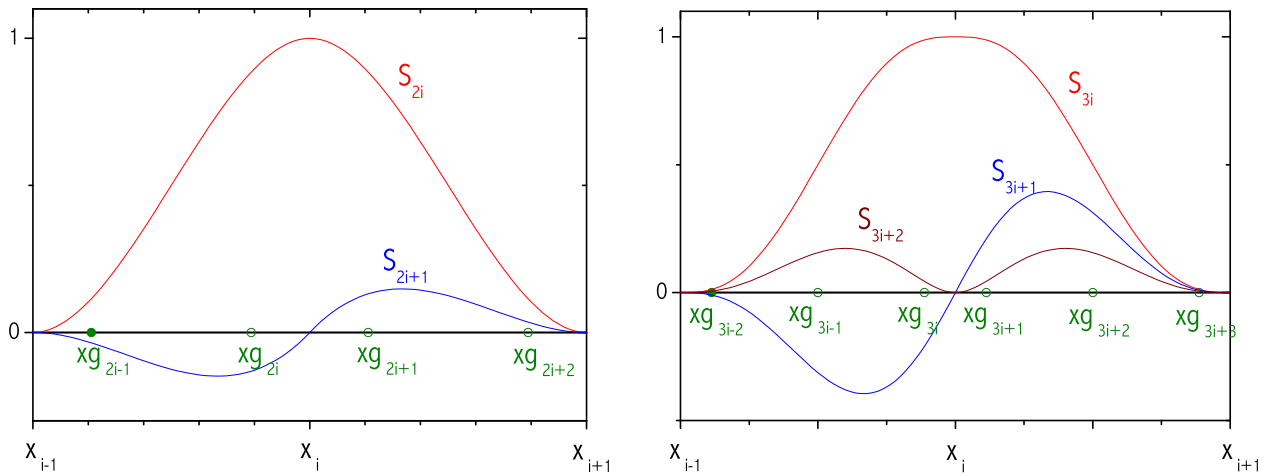 1
S2i
S2i+1
0
xg2i-1
xg2i
xg2i+1
xg2i+2
xi-1
xi
xi+1
1
S3i
S3i+1
S3i+2
0
xg3i-2
xg3i-1
xg3i
xg3i+1
xg3i+2
xg3i+3
xi-1
xi
xi+1